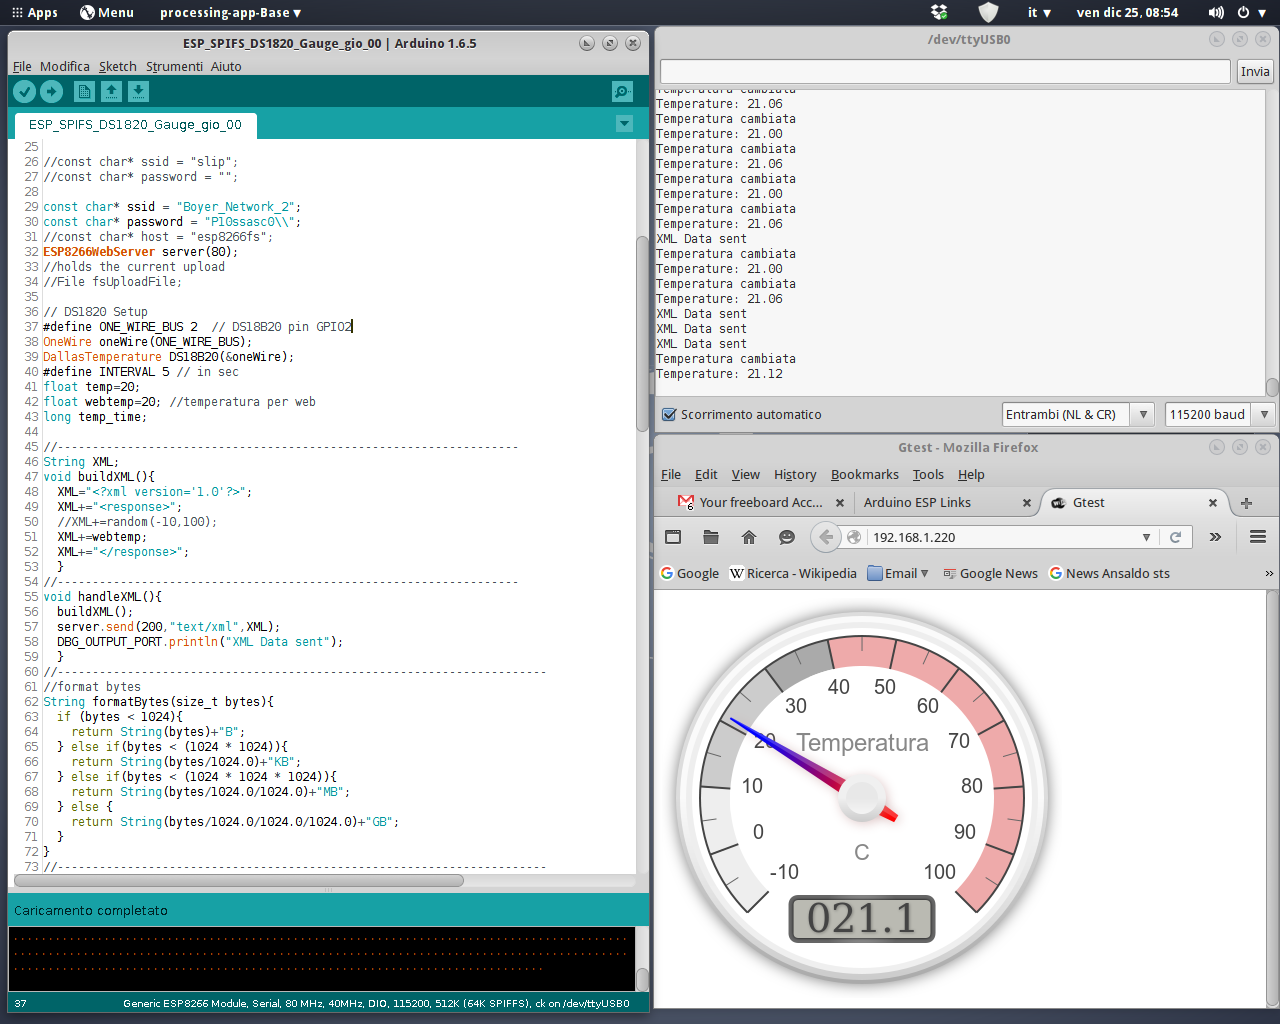 Apps Menu processing-app-Base ▾ it ▾ ven dic 25, 08:54
ESP_SPIFS_DS1820_Gauge_gio_00 | Arduino 1.6.5
File Modifica Sketch Strumenti Aiuto
ESP_SPIFS_DS1820_Gauge_gio_00
25
26 //const char* ssid = "slip";
27 //const char* password = "";
28
29 const char* ssid = "Boyer_Network_2";
30 const char* password = "P10ssasc0\\";
31 //const char* host = "esp8266fs";
32 ESP8266WebServer server(80);
33 //holds the current upload
34 //File fsUploadFile;
35
36 // DS1820 Setup
37 #define ONE_WIRE_BUS 2  // DS18B20 pin GPIO2
38 OneWire oneWire(ONE_WIRE_BUS);
39 DallasTemperature DS18B20(&oneWire);
40 #define INTERVAL 5 // in sec
41 float temp=20;
42 float webtemp=20; //temperatura per web
43 long temp_time;
44
45 //------------------------------------------------------------------
46 String XML;
47 void buildXML(){
48   XML="<?xml version='1.0'?>";
49   XML+="<response>";
50   //XML+=random(-10,100);
51   XML+=webtemp;
52   XML+="</response>";
53   }
54 //------------------------------------------------------------------
55 void handleXML(){
56   buildXML();
57   server.send(200,"text/xml",XML);
58   DBG_OUTPUT_PORT.println("XML Data sent");
59   }
60 //----------------------------------------------------------------------
61 //format bytes
62 String formatBytes(size_t bytes){
63   if (bytes < 1024){
64     return String(bytes)+"B";
65   } else if(bytes < (1024 * 1024)){
66     return String(bytes/1024.0)+"KB";
67   } else if(bytes < (1024 * 1024 * 1024)){
68     return String(bytes/1024.0/1024.0)+"MB";
69   } else {
70     return String(bytes/1024.0/1024.0/1024.0)+"GB";
71   }
72 }
73 //----------------------------------------------------------------------
Caricamento completato
37 Generic ESP8266 Module, Serial, 80 MHz, 40MHz, DIO, 115200, 512K (64K SPIFFS), ck on /dev/ttyUSB0
/dev/ttyUSB0
Invia
Temperatura cambiata
Temperature: 21.06
Temperatura cambiata
Temperature: 21.00
Temperatura cambiata
Temperature: 21.06
Temperatura cambiata
Temperature: 21.00
Temperatura cambiata
Temperature: 21.06
XML Data sent
Temperatura cambiata
Temperature: 21.00
Temperatura cambiata
Temperature: 21.06
XML Data sent
XML Data sent
XML Data sent
Temperatura cambiata
Temperature: 21.12
Scorrimento automatico Entrambi (NL & CR) 115200 baud
Gtest - Mozilla Firefox
File Edit View History Bookmarks Tools Help
6 Your freeboard Acc... Arduino ESP Links Gtest
192.168.1.220
Google Ricerca - Wikipedia Email Google News News Ansaldo sts
40 50
30 60
20 Temperatura 70
10 80
0 90
C
-10 100
021.1